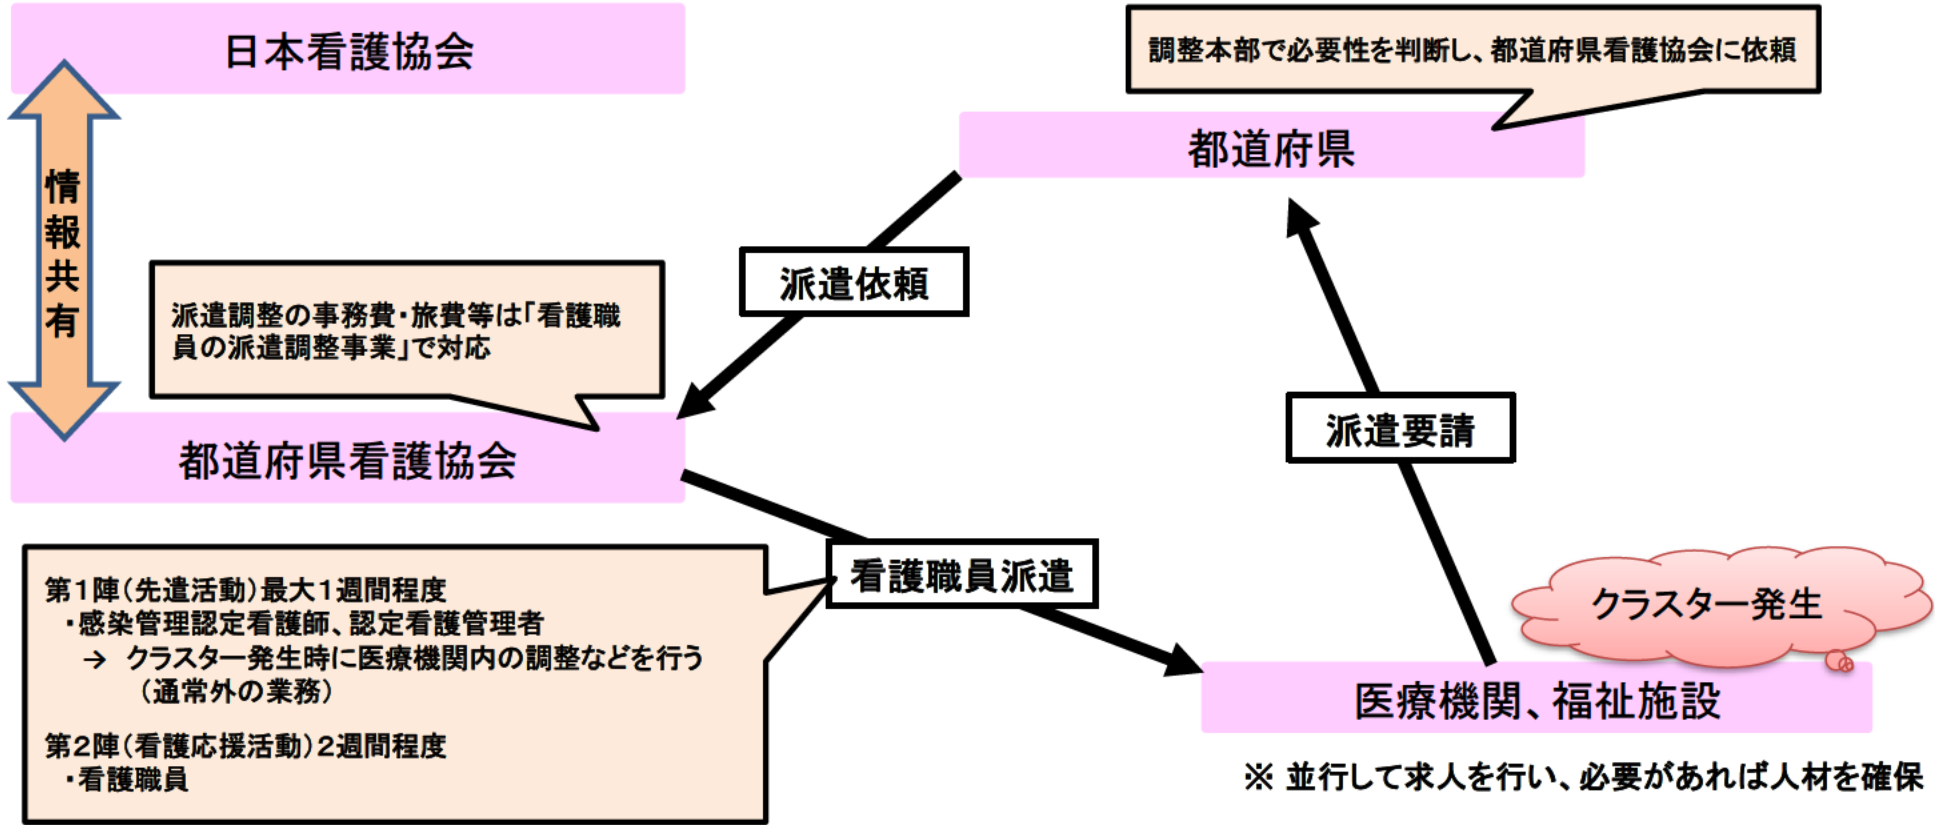 日本看護協会
調整本部で必要性を判断し、都道府県看護協会に依頼
都道府県
情報共有
派遣依頼
派遣調整の事務費・旅費等は「看護職
員の派遣調整事業」で対応
派遣要請
都道府県看護協会
看護職員派遣
第１陣（先遣活動）最大１週間程度
・感染管理認定看護師、認定看護管理者
→ クラスター発生時に医療機関内の調整などを行う
（通常外の業務）
第２陣（看護応援活動）２週間程度
・看護職員
クラスター発生
医療機関、福祉施設
※ 並行して求人を行い、必要があれば人材を確保